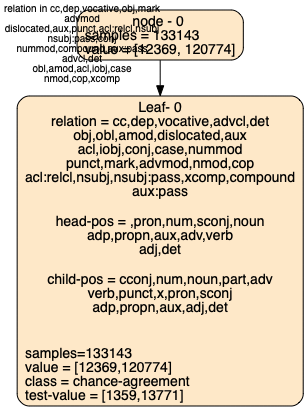 relation in cc,dep,vocative,obj,mark
advmod
dislocated,aux,punct,acl:relcl,nsubj
nsubj:pass,conj
nummod,compound,aux:pass
advcl,det
obl,amod,acl,iobj,case
nmod,cop,xcomp
node - 0
samples = 133143
value = [12369, 120774]
Leaf- 0
relation = cc,dep,vocative,advcl,det
obj,obl,amod,dislocated,aux
acl,iobj,conj,case,nummod
punct,mark,advmod,nmod,cop
acl:relcl,nsubj,nsubj:pass,xcomp,compound
aux:pass
head-pos = ,pron,num,sconj,noun
adp,propn,aux,adv,verb
adj,det
child-pos = cconj,num,noun,part,adv
verb,punct,x,pron,sconj
adp,propn,aux,adj,det
samples=133143
value = [12369,120774]
class = chance-agreement
test-value = [1359,13771]